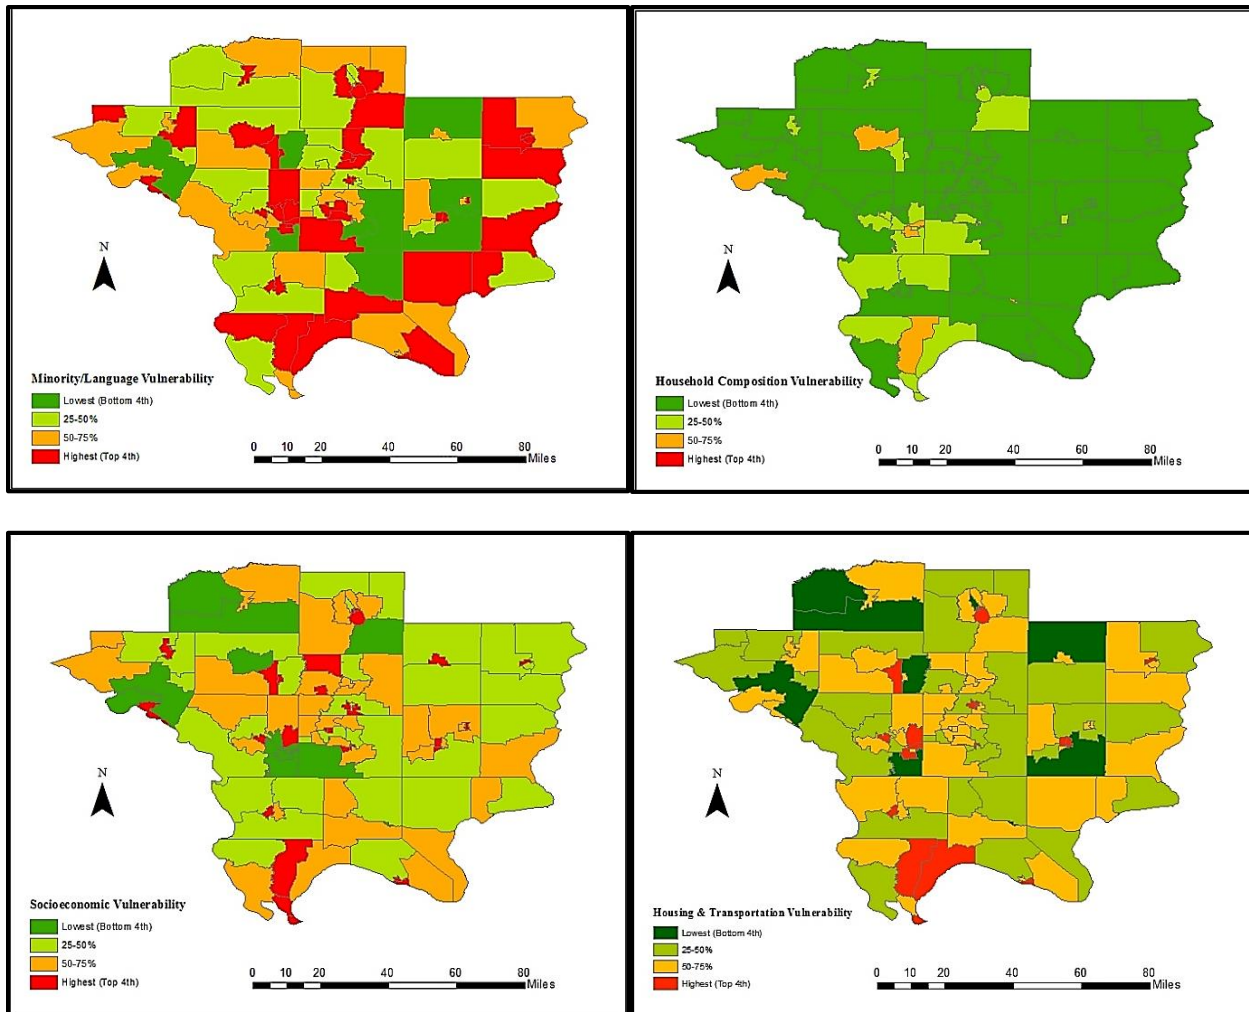 N
Minority/Language Vulnerability
Lowest (Bottom 4th)
25-50%
50-75%
Highest (Top 4th)
0 10 20 40 60 80
Miles
N
Household Composition Vulnerability
Lowest (Bottom 4th)
25-50%
50-75%
Highest (Top 4th)
0 10 20 40 60 80
Miles
N
Socioeconomic Vulnerability
Lowest (Bottom 4th)
25-50%
50-75%
Highest (Top 4th)
0 10 20 40 60 80
Miles
N
Housing & Transportation Vulnerability
Lowest (Bottom 4th)
25-50%
50-75%
Highest (Top 4th)
0 10 20 40 60 80
Miles